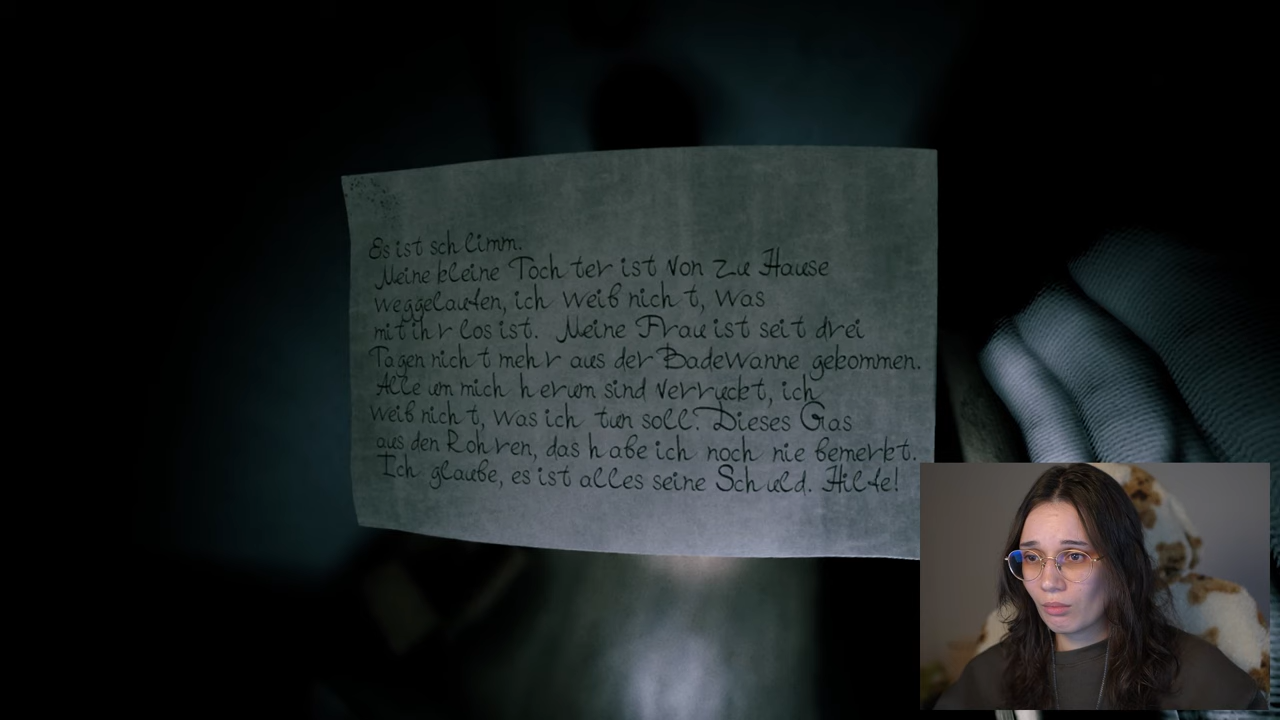 Es ist schlimm.
Meine kleine Tochter ist von zu Hause
weggelaufen, ich weiß nicht, was
mit ihr los ist. Meine Frau ist seit drei
Tagen nicht mehr aus der Badewanne gekommen.
Alle um mich herum sind verruckt, ich
weiß nicht, was ich tun soll. Dieses Gas
aus den Rohren, das habe ich noch nie bemerkt.
Ich glaube, es ist alles seine Schuld. Hilfe!